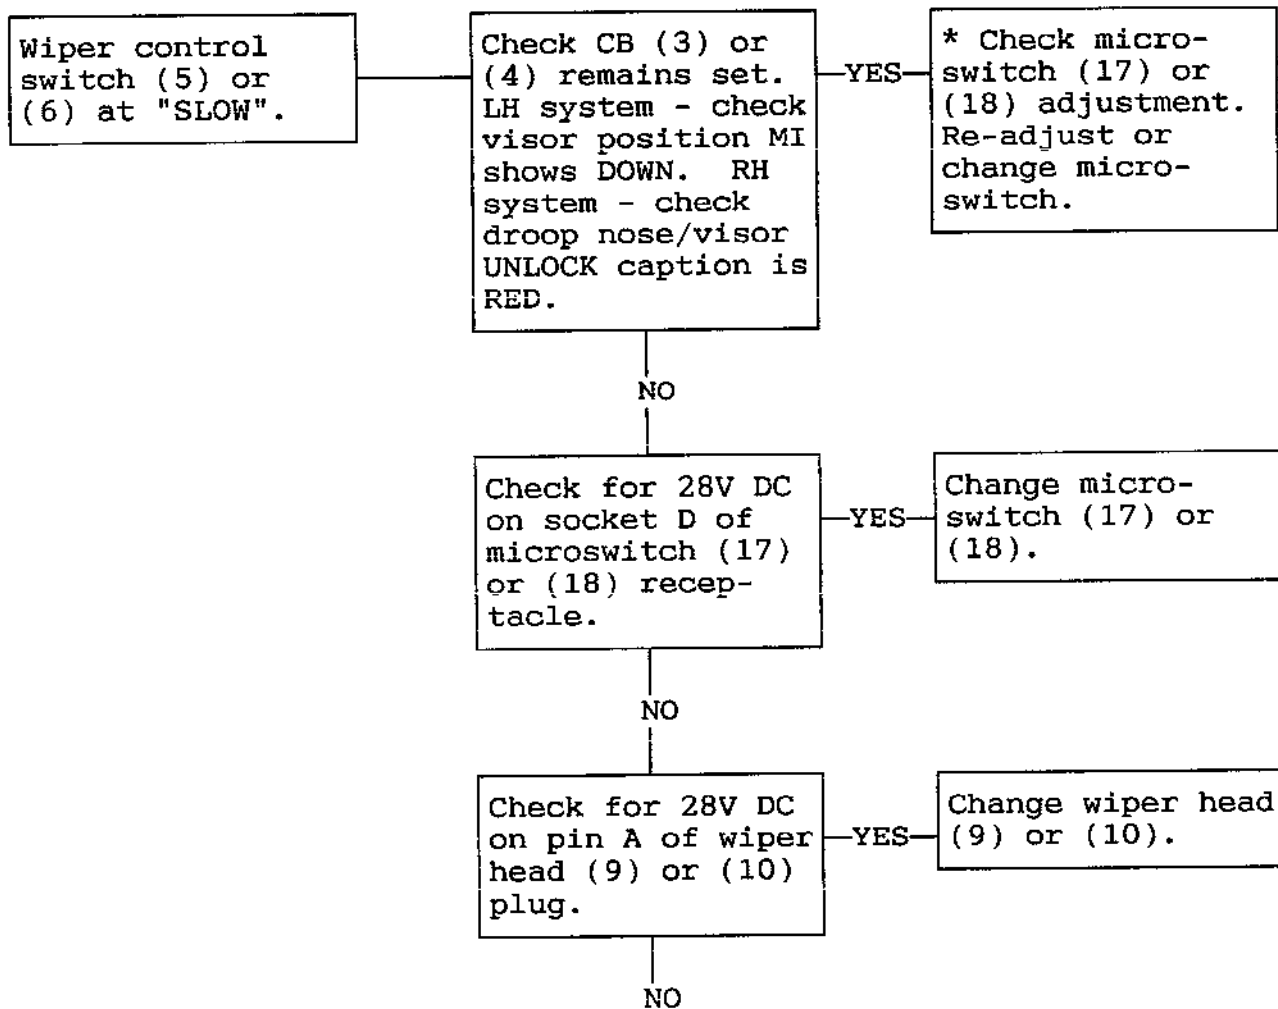 Wiper control
switch (5) or
(6) at "SLOW".
Check CB (3) or
(4) remains set.
LH system - check
visor position MI
shows DOWN. RH
system - check
droop nose/visor
UNLOCK caption is
RED.
YES
* Check micro-
switch (17) or
(18) adjustment.
Re-adjust or
change micro-
switch.
NO
Check for 28V DC
on socket D of
microswitch (17)
or (18) recep-
tacle.
YES
Change micro-
switch (17) or
(18).
NO
Check for 28V DC
on pin A of wiper
head (9) or (10)
plug.
YES
Change wiper head
(9) or (10).
NO